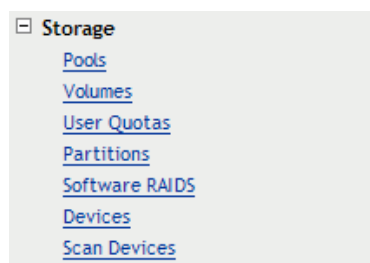 Storage
Pools
Volumes
User Quotas
Partitions
Software RAIDS
Devices
Scan Devices